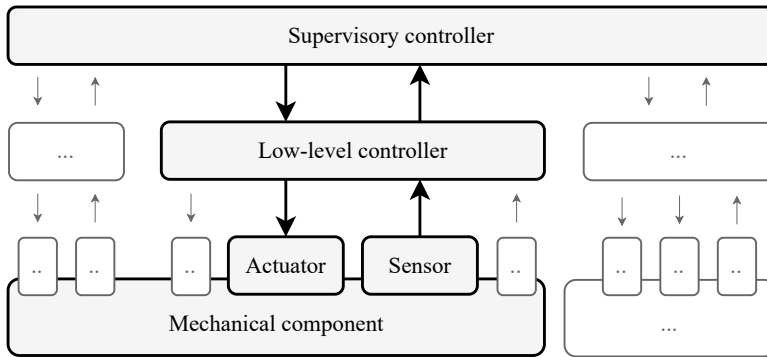 Supervisory controller
...
Low-level controller
...
..
..
..
Actuator
Sensor
..
..
..
..
Mechanical component
...